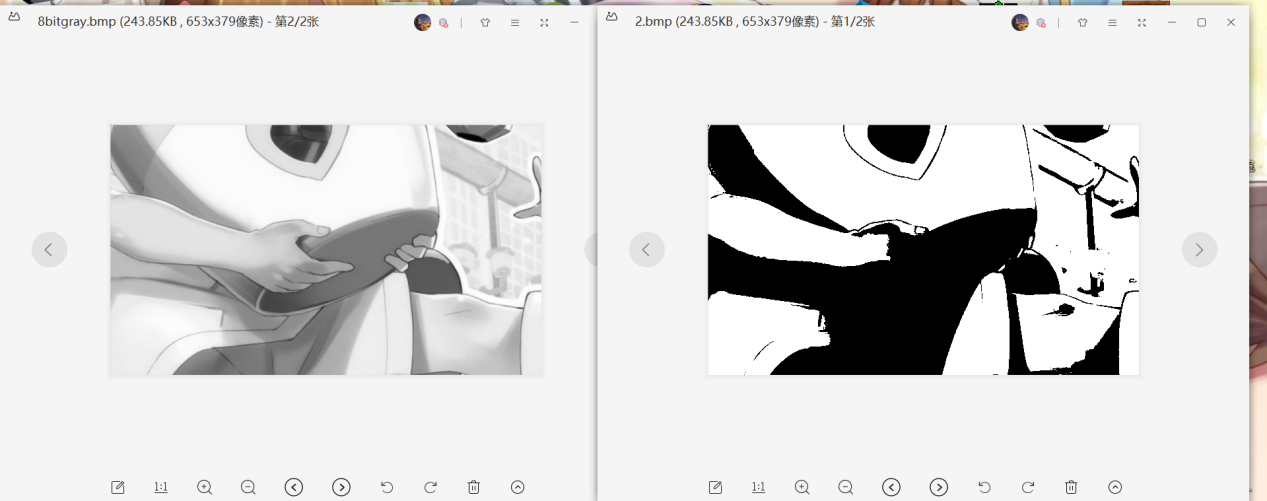 8bitgray.bmp (243.85KB , 653x379像素) - 第2/2张
2.bmp (243.85KB , 653x379像素) - 第1/2张
1:1
1:1